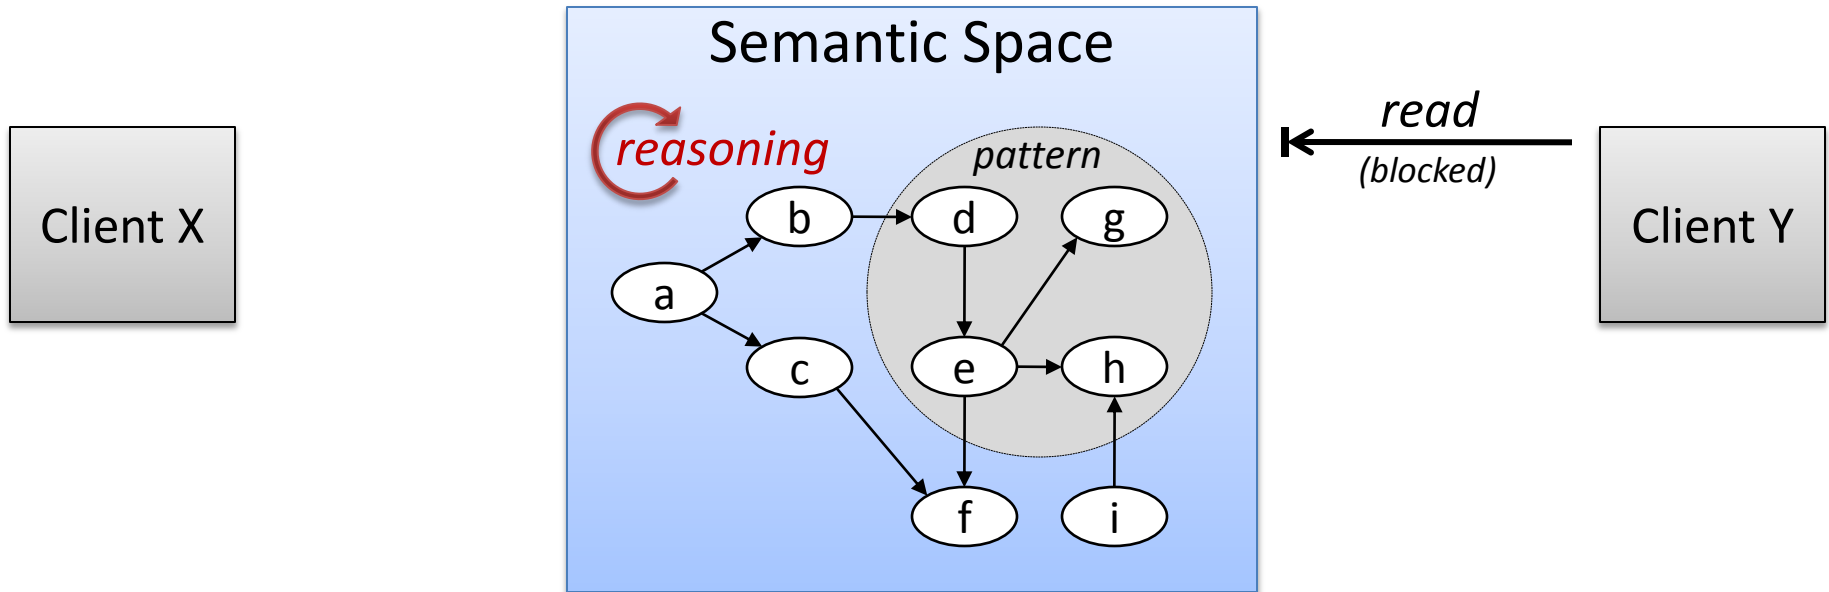 Semantic Space
Client X
reasoning
pattern
read
(blocked)
Client Y
b
d
g
a
c
e
h
f
i